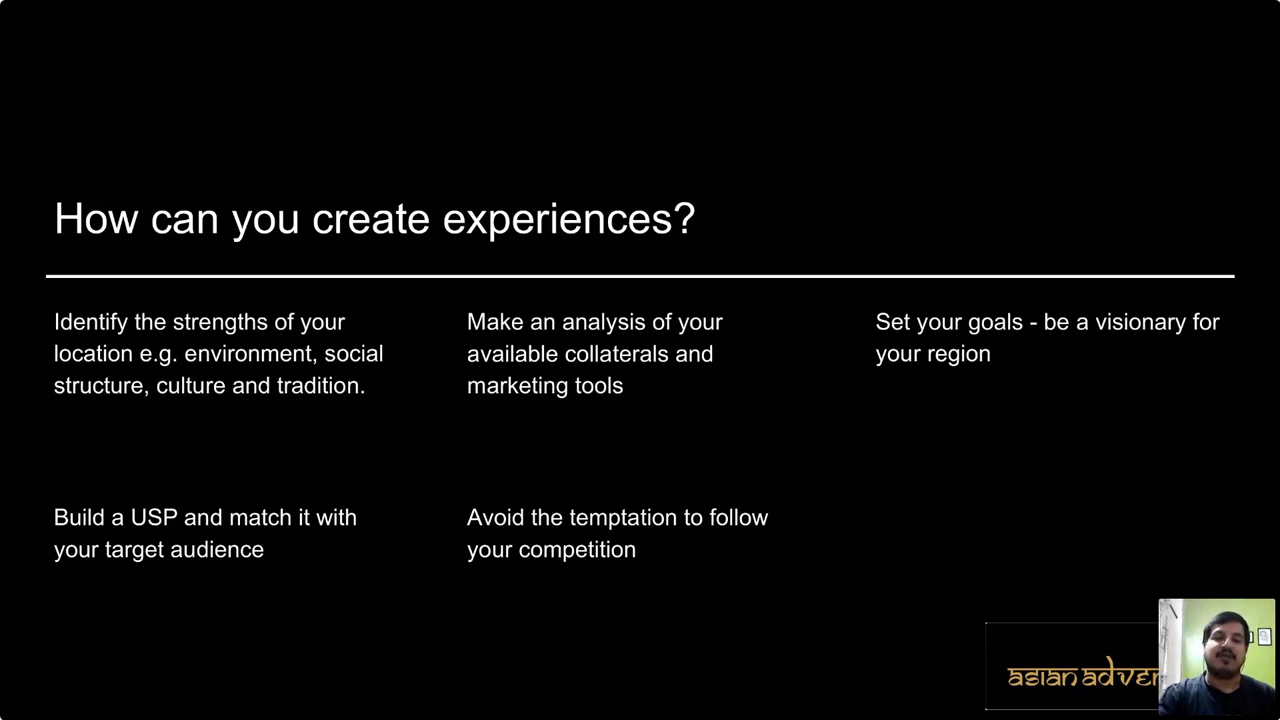 How can you create experiences?
Identify the strengths of your
location e.g. environment, social
structure, culture and tradition.
Make an analysis of your
available collaterals and
marketing tools
Set your goals - be a visionary for
your region
Build a USP and match it with
your target audience
Avoid the temptation to follow
your competition
asian adver